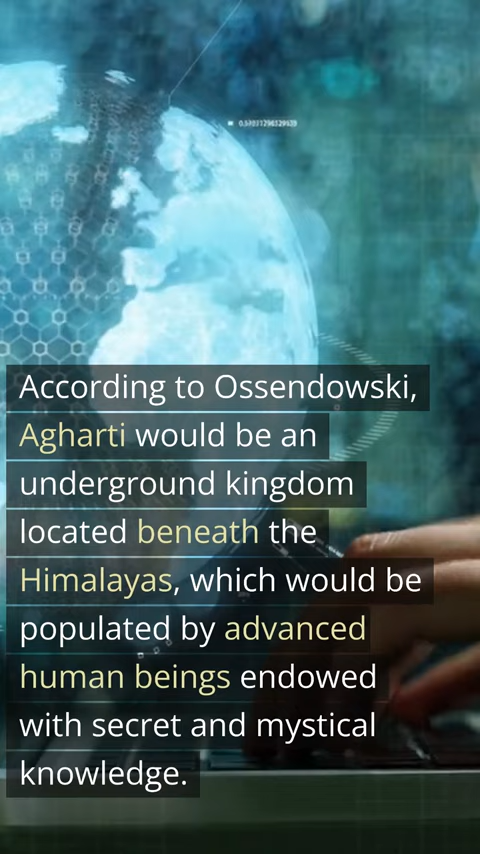 According to Ossendowski,
Agharti would be an
underground kingdom
located beneath the
Himalayas, which would be
populated by advanced
human beings endowed
with secret and mystical
knowledge.